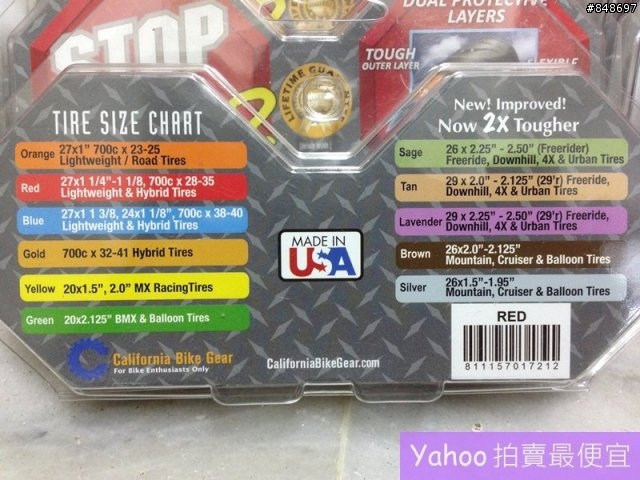 #848697
DUAL PROTECTIVE
LAYERS
STOP
TOUGH
OUTER LAYER
FLEXIBLE
LIFETIME GUA
TIRE SIZE CHART
Orange 27x1" 700c x 23-25
Lightweight / Road Tires
Red 27x1 1/4"-1 1/8, 700c x 28-35
Lightweight & Hybrid Tires
Blue 27x1 1 3/8, 24x1 1/8", 700c x 38-40
Lightweight & Hybrid Tires
Gold 700c x 32-41 Hybrid Tires
Yellow 20x1.5", 2.0" MX RacingTires
Green 20x2.125" BMX & Balloon Tires
California Bike Gear
For Bike Enthusiasts Only
MADE IN
USA
CaliforniaBikeGear.com
New! Improved!
Now 2X Tougher
Sage 26 x 2.25" - 2.50" (Freerider)
Freeride, Downhill, 4X & Urban Tires
Tan 29 x 2.0" - 2.125" (29'r) Freeride,
Downhill, 4X & Urban Tires
Lavender 29 x 2.25" - 2.50" (29'r) Freeride,
Downhill, 4X & Urban Tires
Brown 26x2.0"-2.125"
Mountain, Cruiser & Balloon Tires
Silver 26x1.5"-1.95"
Mountain, Cruiser & Balloon Tires
RED
811157017212
Yahoo 拍賣最便宜